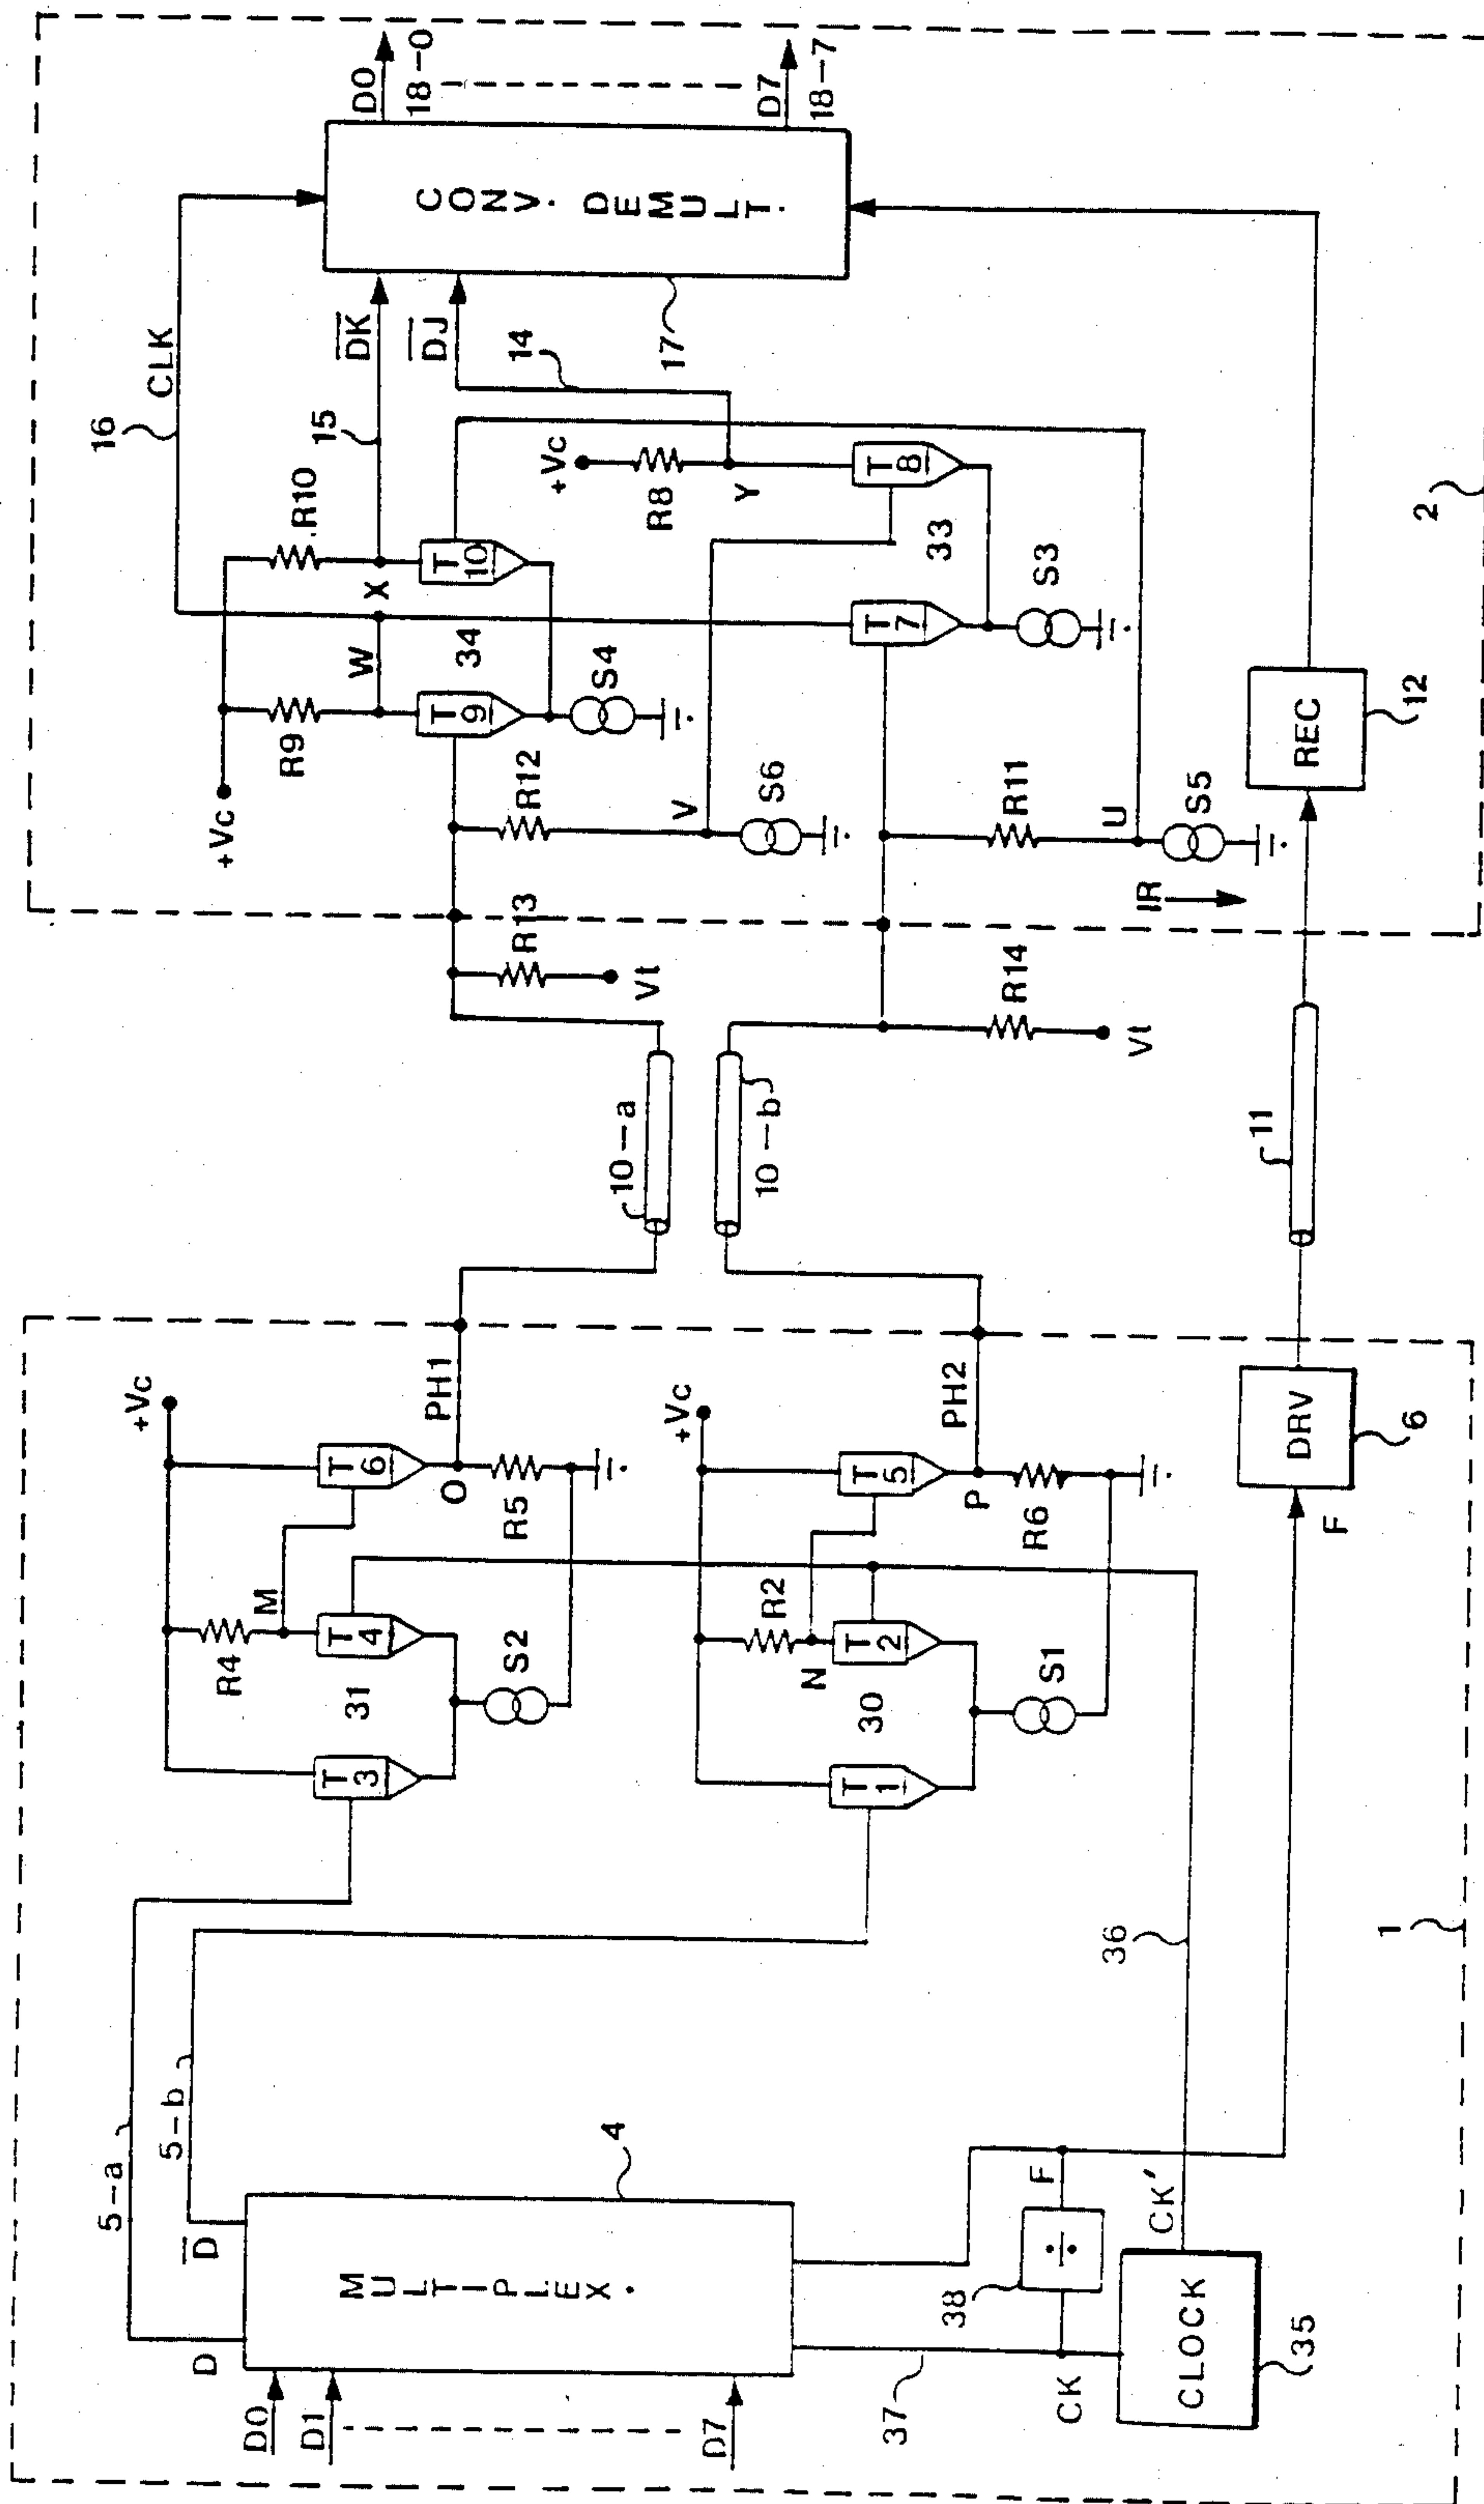 D0
D1
D7
D
D̅
5-a
5-b
MULTIPLEX.
4
37
CK
38
÷
F
CLOCK
35
CK'
36
1
+Vc
R4
M
T3
31
T4
S2
T6
O
R5
PH1
+Vc
R2
N
T1
30
T2
S1
T5
P
R6
PH2
F
DRV
6
10-a
10-b
11
R13
Vt
R14
Vt
+Vc
R9
R10
W
X
T9
34
T10
S4
R12
V
S6
R11
U
S5
IR
T7
33
T8
S3
+Vc
R8
Y
14
15
16
CLK
D̅K̅
D̅J̅
17
CONV. DEMULT.
D0
18-0
D7
18-7
REC
12
2